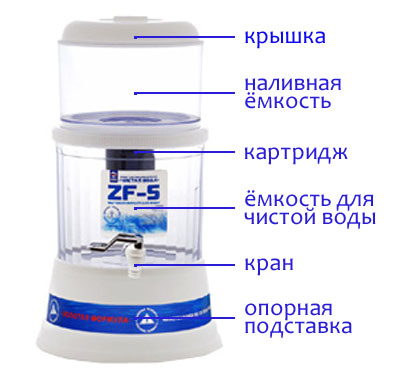 крышка
наливная
ёмкость
картридж
ZF-5
ёмкость для
чистой воды
кран
опорная
подставка